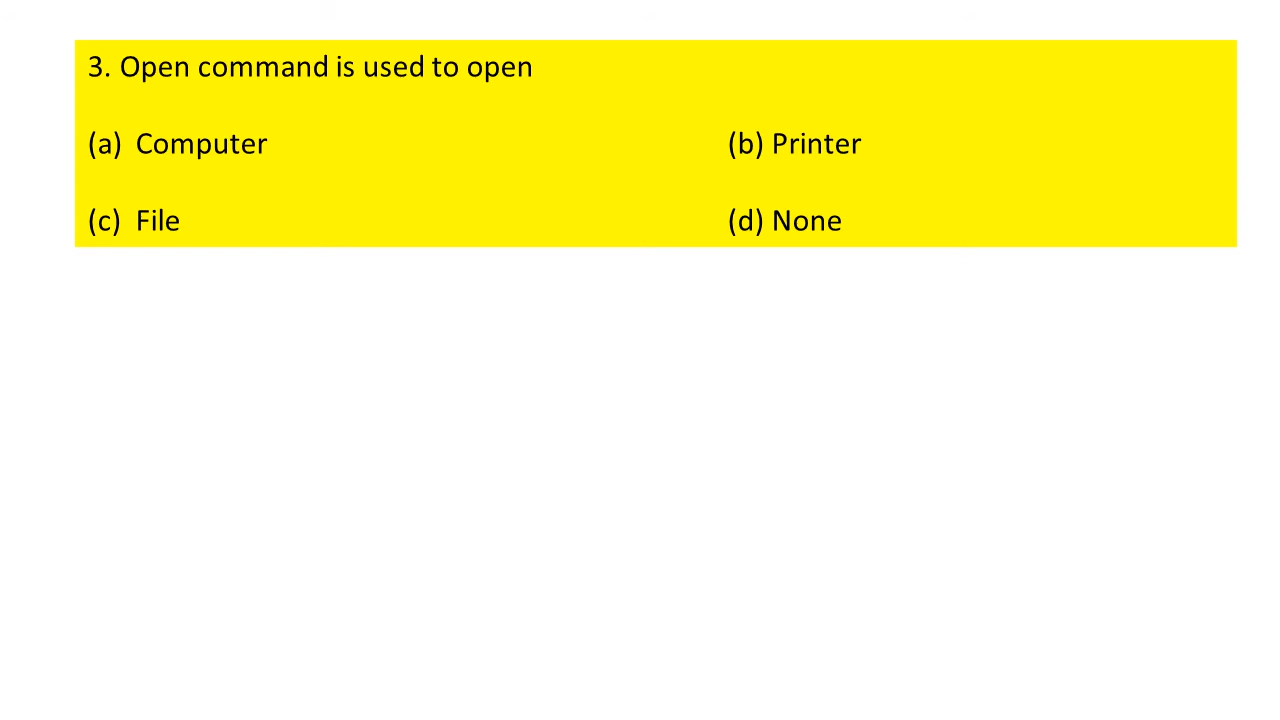 3. Open command is used to open
(a) Computer (b) Printer
(c) File (d) None